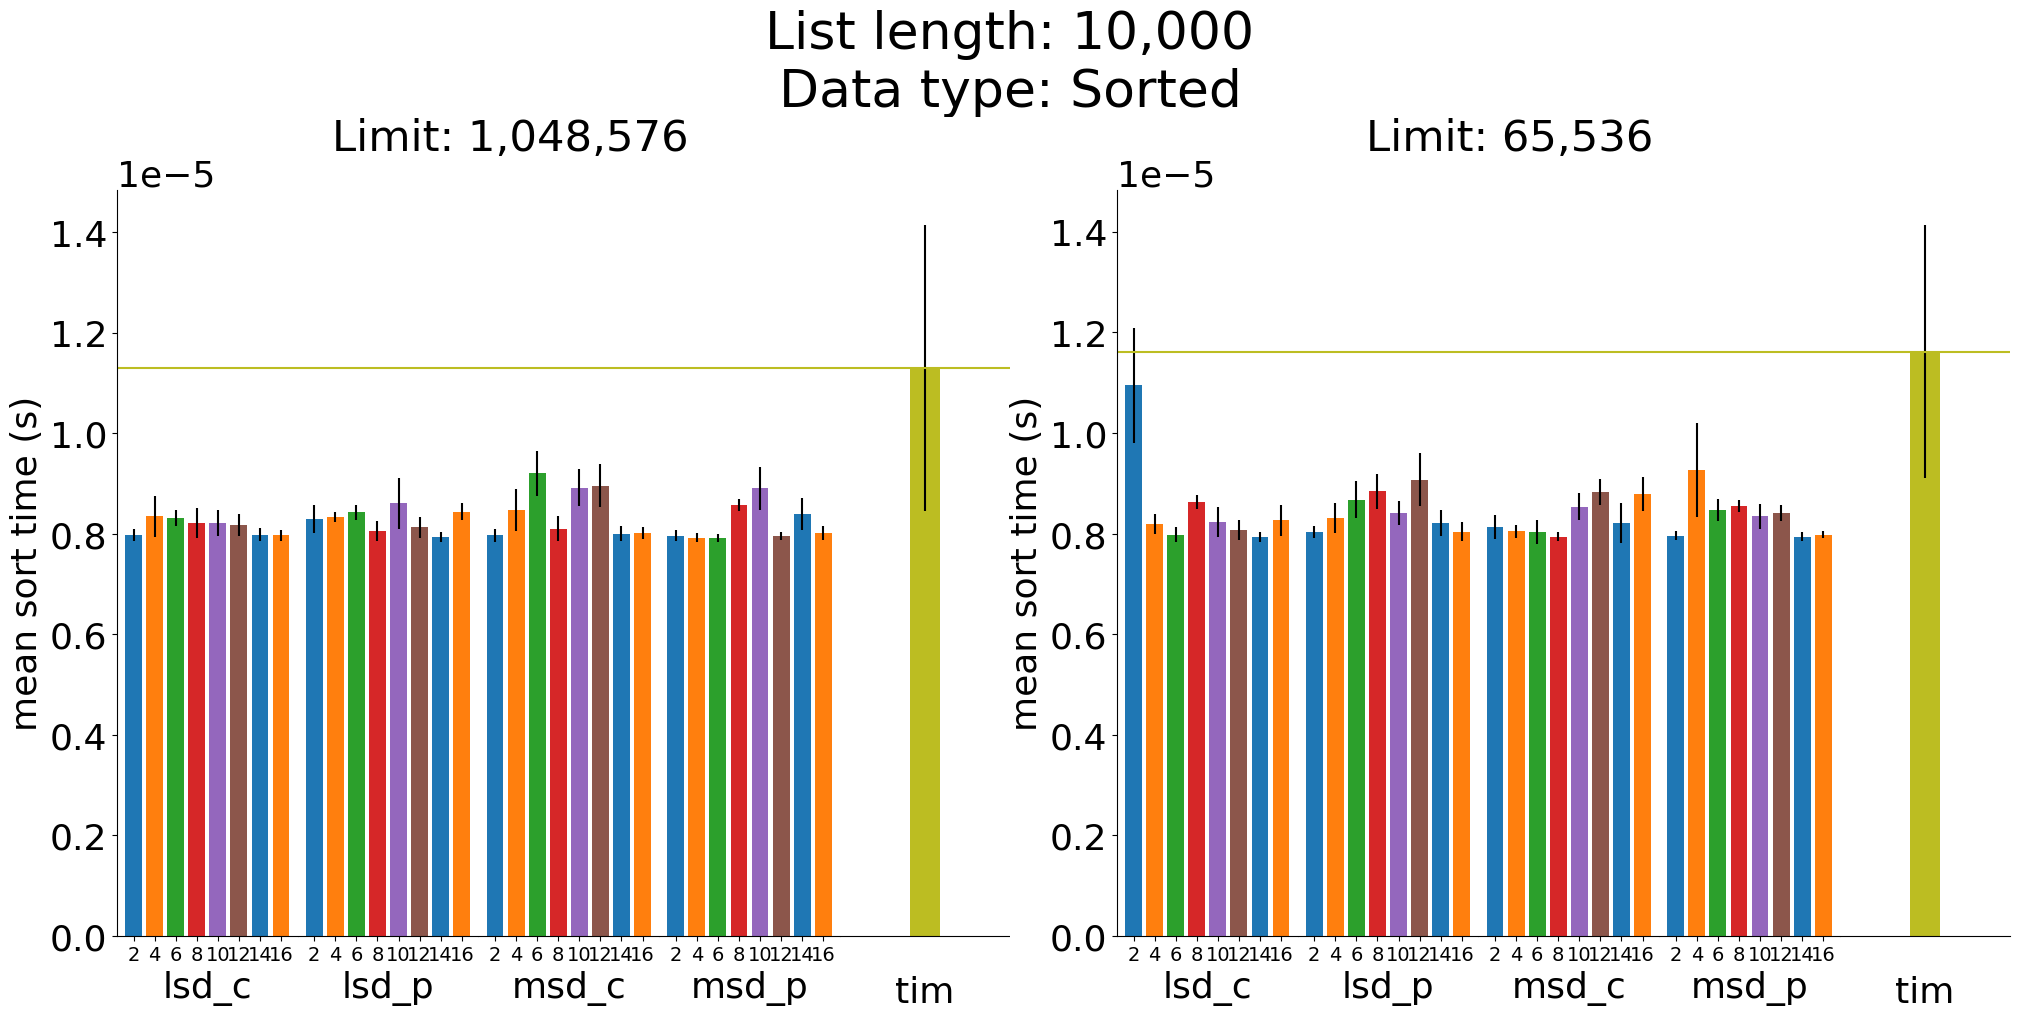 List length: 10,000
Data type: Sorted
Limit: 1,048,576
1e−5
1.4
1.2
1.0
0.8
0.6
0.4
0.2
0.0
mean sort time (s)
2 4 6 8 10 12 14 16 2 4 6 8 10 12 14 16 2 4 6 8 10 12 14 16 2 4 6 8 10 12 14 16
lsd_c lsd_p msd_c msd_p tim
Limit: 65,536
1e−5
1.4
1.2
1.0
0.8
0.6
0.4
0.2
0.0
mean sort time (s)
2 4 6 8 10 12 14 16 2 4 6 8 10 12 14 16 2 4 6 8 10 12 14 16 2 4 6 8 10 12 14 16
lsd_c lsd_p msd_c msd_p tim